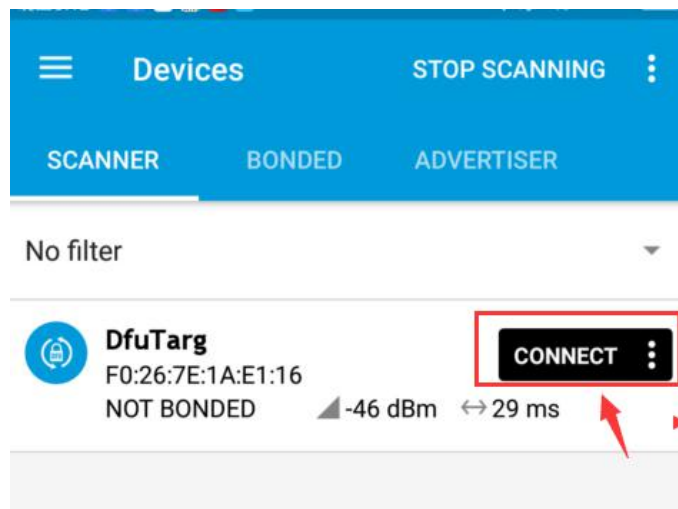 Devices STOP SCANNING
SCANNER BONDED ADVERTISER
No filter
DfuTarg
CONNECT
F0:26:7E:1A:E1:16
NOT BONDED -46 dBm 29 ms